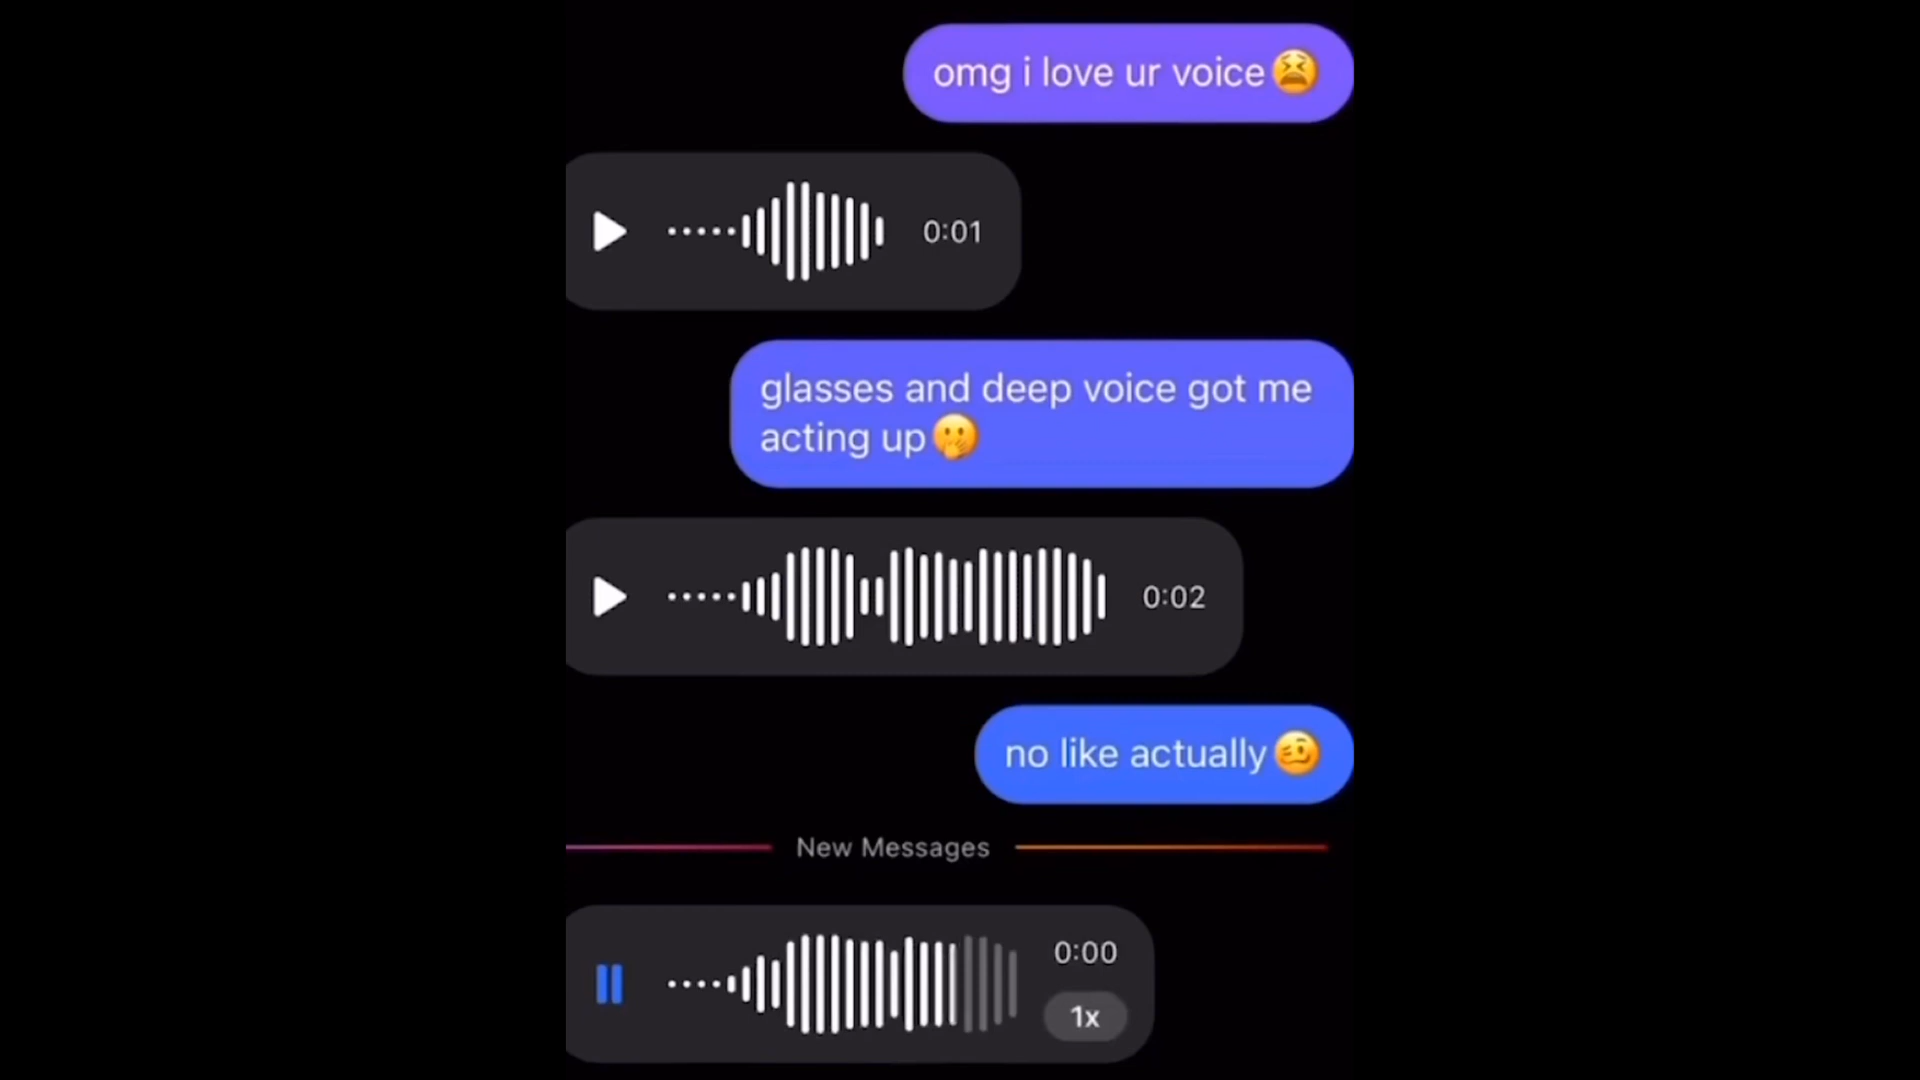 omg i love ur voice😫
0:01
glasses and deep voice got me
acting up🫢
0:02
no like actually🥴
New Messages
0:00
1x